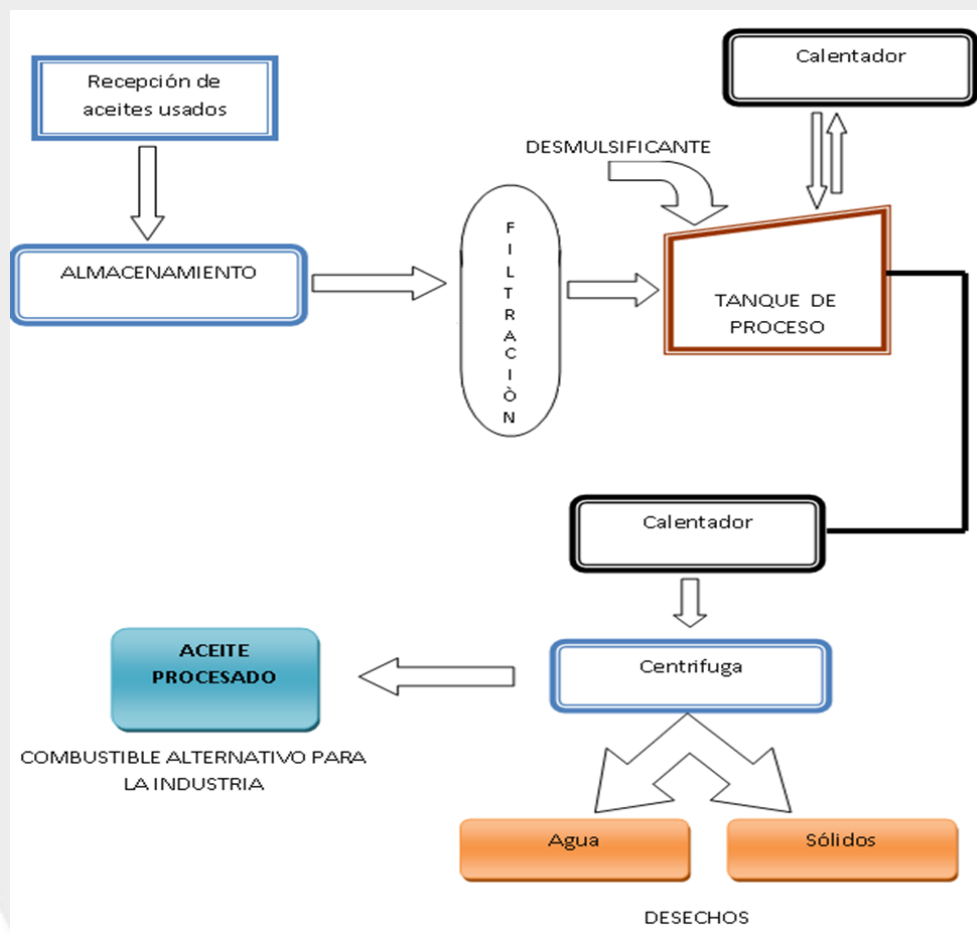 Recepción de
aceites usados
Calentador
DESMULSIFICANTE
ALMACENAMIENTO
F
I
L
T
R
A
C
I
Ò
N
TANQUE DE
PROCESO
Calentador
Centrifuga
ACEITE
PROCESADO
COMBUSTIBLE ALTERNATIVO PARA
LA INDUSTRIA
Agua
Sólidos
DESECHOS